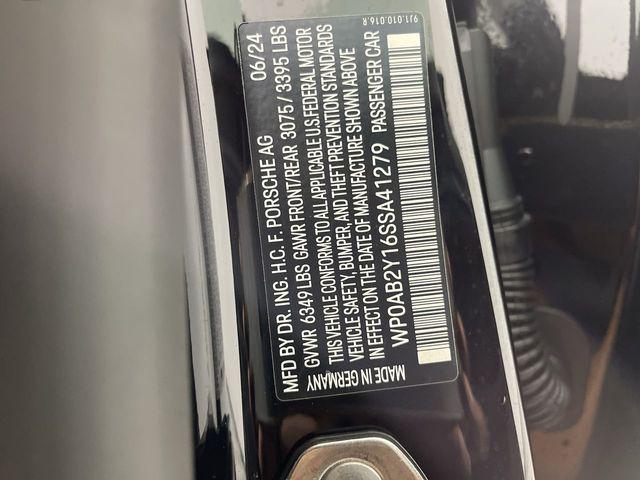 9J1.010.016.R
MFD BY DR. ING. H.C. F. PORSCHE AG 06/24
GVWR 6349 LBS GAWR FRONT/REAR 3075 / 3395 LBS
THIS VEHICLE CONFORMS TO ALL APPLICABLE U.S. FEDERAL MOTOR
VEHICLE SAFETY, BUMPER, AND THEFT PREVENTION STANDARDS
IN EFFECT ON THE DATE OF MANUFACTURE SHOWN ABOVE
WP0AB2Y16SSA41279 PASSENGER CAR
MADE IN GERMANY